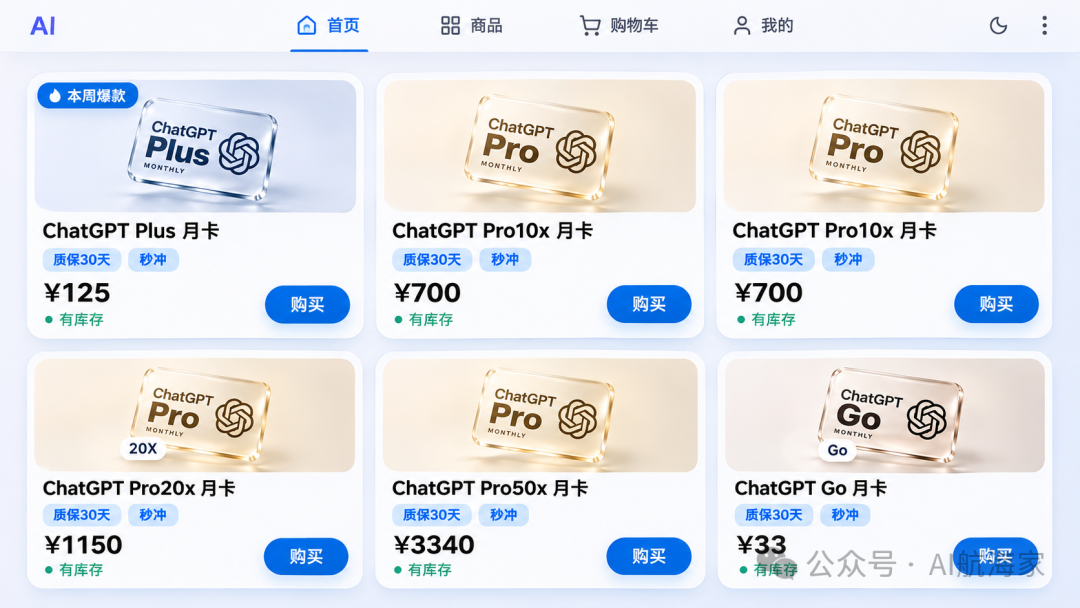 AI 首页 商品 购物车 我的
本周爆款
ChatGPT
Plus
MONTHLY
ChatGPT Plus 月卡
质保30天 秒冲
¥125
有库存
购买
ChatGPT
Pro
MONTHLY
ChatGPT Pro10x 月卡
质保30天 秒冲
¥700
有库存
购买
ChatGPT
Pro
MONTHLY
ChatGPT Pro10x 月卡
质保30天 秒冲
¥700
有库存
购买
ChatGPT
Pro
MONTHLY
20X
ChatGPT Pro20x 月卡
质保30天 秒冲
¥1150
有库存
购买
ChatGPT
Pro
MONTHLY
ChatGPT Pro50x 月卡
质保30天 秒冲
¥3340
有库存
购买
ChatGPT
Go
MONTHLY
Go
ChatGPT Go 月卡
质保30天 秒冲
¥33
有库存
购买
公众号 · AI航海家